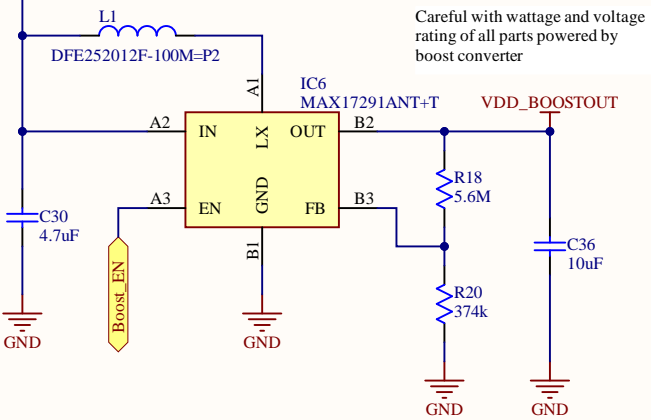 L1
DFE252012F-100M=P2
Careful with wattage and voltage
rating of all parts powered by
boost converter
IC6
MAX17291ANT+T
VDD_BOOSTOUT
A1
A2
IN
LX
OUT
B2
A3
EN
GND
FB
B3
B1
R18
5.6M
C30
4.7uF
Boost_EN
C36
10uF
R20
374k
GND
GND
GND
GND